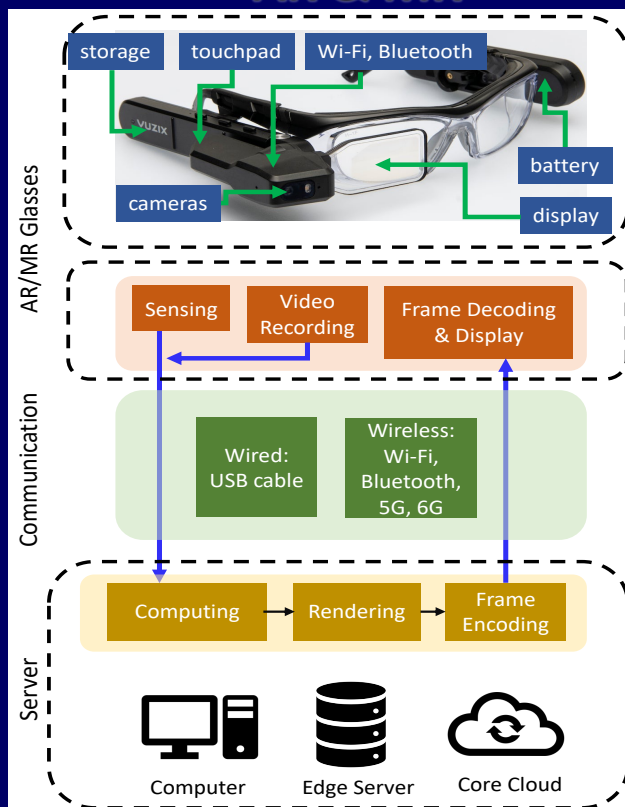 storage
touchpad
Wi-Fi, Bluetooth
VUZIX
battery
cameras
display
AR/MR Glasses
Sensing
Video
Recording
Frame Decoding
& Display
Communication
Wired:
USB cable
Wireless:
Wi-Fi,
Bluetooth,
5G, 6G
Server
Computing
Rendering
Frame
Encoding
Computer
Edge Server
Core Cloud